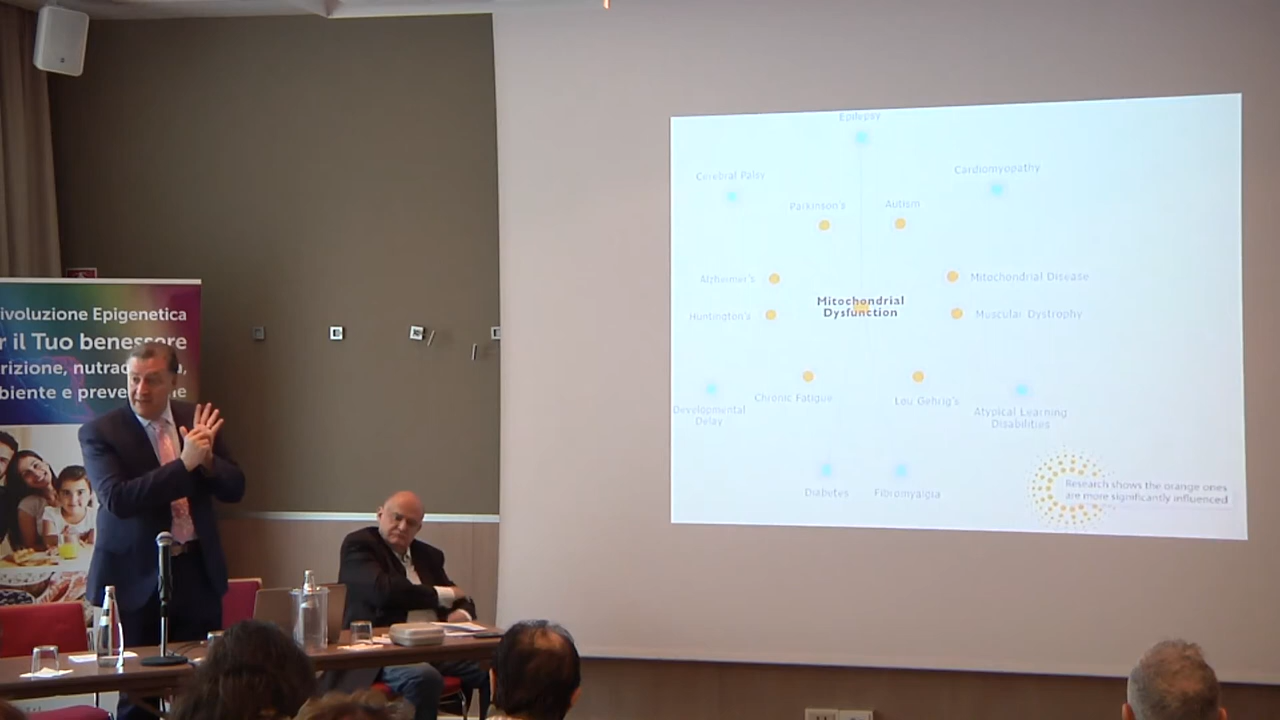 ivoluzione Epigenetica
r il Tuo benessere
rizione,
biente e
Epilepsy
Cerebral Palsy
Cardiomyopathy
Parkinson's
Autism
Alzheimer's
Mitochondrial Disease
Mitochondrial
Dysfunction
Huntington's
Muscular Dystrophy
Chronic Fatigue
Lou Gehrig's
Developmental
Delay
Atypical Learning
Disabilities
Diabetes
Fibromyalgia
Research shows the orange ones
are more significantly influenced